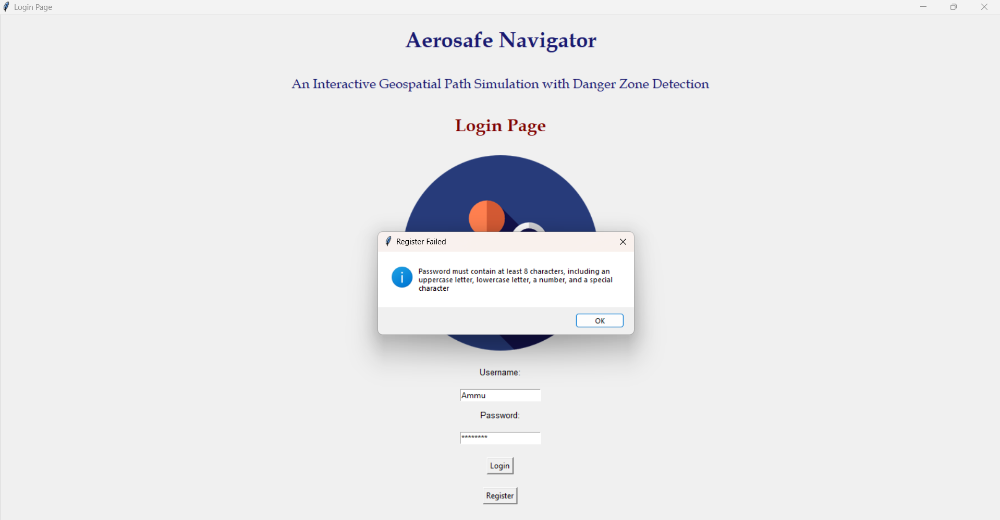 Login Page
Aerosafe Navigator
An Interactive Geospatial Path Simulation with Danger Zone Detection
Login Page
Register Failed
Password must contain at least 8 characters, including an
uppercase letter, lowercase letter, a number, and a special
character
OK
Username:
Ammu
Password:
********
Login
Register